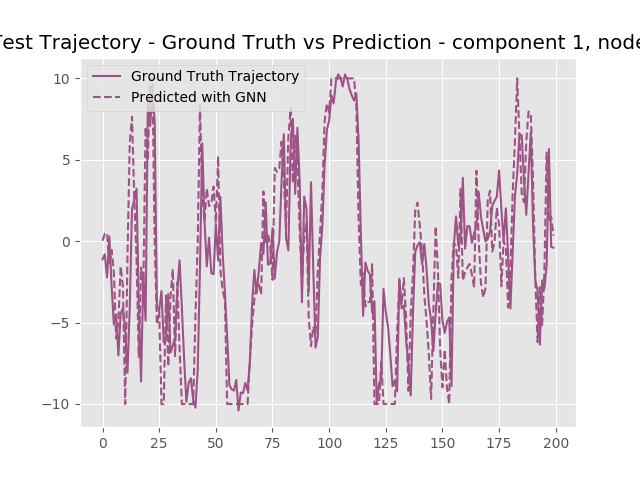 Test Trajectory - Ground Truth vs Prediction - component 1, node
Ground Truth Trajectory
Predicted with GNN
10
5
0
−5
−10
0 25 50 75 100 125 150 175 200